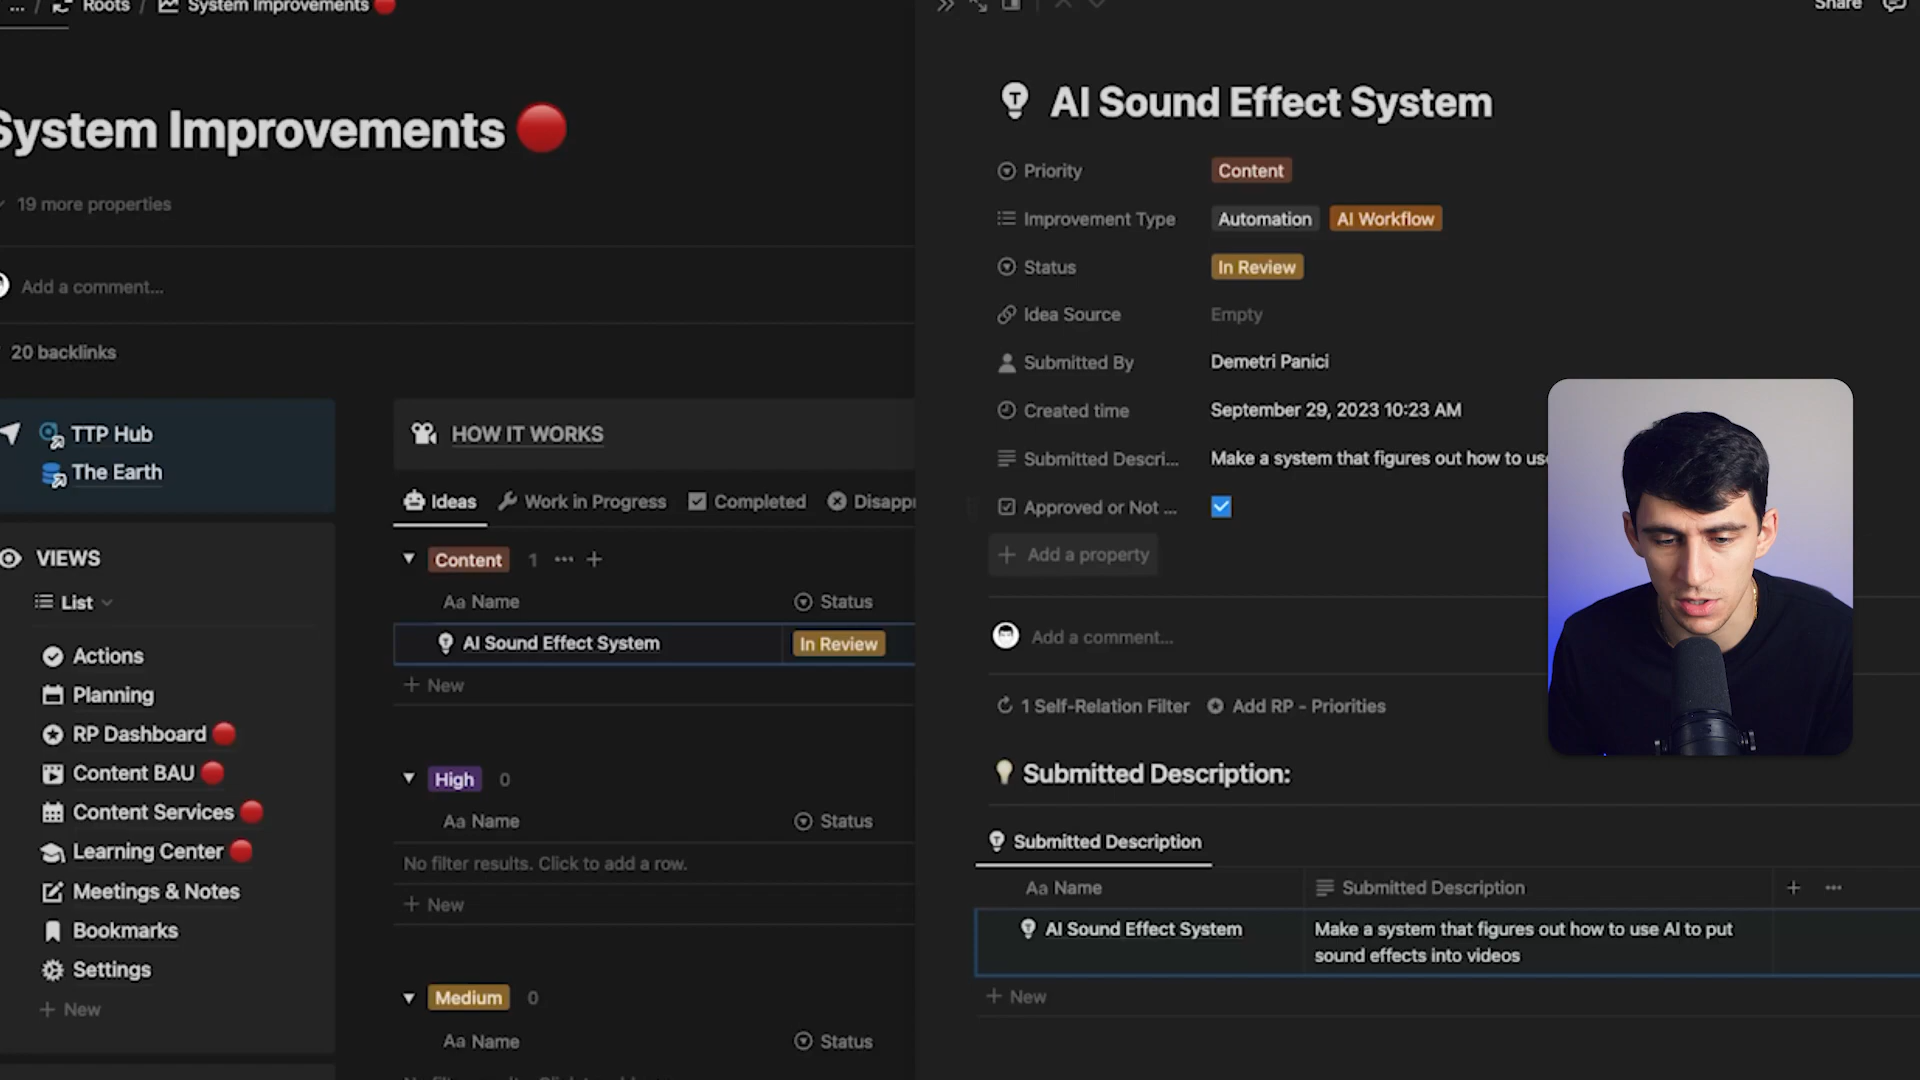 ... / Roots / System Improvements
System Improvements
19 more properties
Add a comment...
20 backlinks
TTP Hub
The Earth
VIEWS
List
Actions
Planning
RP Dashboard
Content BAU
Content Services
Learning Center
Meetings & Notes
Bookmarks
Settings
+ New
HOW IT WORKS
Ideas Work in Progress Completed Disappr
Content 1 ... +
Aa Name Status
AI Sound Effect System In Review
+ New
High 0
Aa Name Status
No filter results. Click to add a row.
+ New
Medium 0
Aa Name Status
Share
AI Sound Effect System
Priority Content
Improvement Type Automation AI Workflow
Status In Review
Idea Source Empty
Submitted By Demetri Panici
Created time September 29, 2023 10:23 AM
Submitted Descri... Make a system that figures out how to use
Approved or Not ...
+ Add a property
Add a comment...
1 Self-Relation Filter Add RP - Priorities
Submitted Description:
Submitted Description
Aa Name Submitted Description + ...
AI Sound Effect System Make a system that figures out how to use AI to put
sound effects into videos
+ New